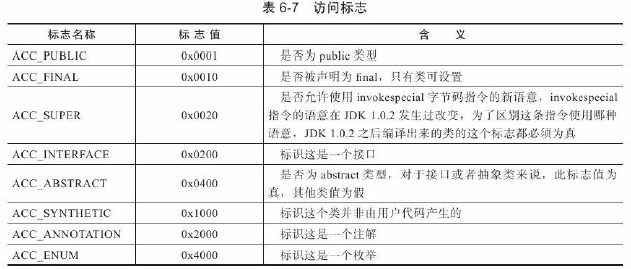 表 6-7 访问标志
标志名称 标 志 值 含 义
ACC_PUBLIC 0x0001 是否为 public 类型
ACC_FINAL 0x0010 是否被声明为 final，只有类可设置
ACC_SUPER 0x0020 是否允许使用 invokespecial 字节码指令的新语意，invokespecial
指令的语意在 JDK 1.0.2 发生过改变，为了区别这条指令使用哪种
语意，JDK 1.0.2 之后编译出来的类的这个标志都必须为真
ACC_INTERFACE 0x0200 标识这是一个接口
ACC_ABSTRACT 0x0400 是否为 abstract 类型，对于接口或者抽象类来说，此标志值为
真，其他类值为假
ACC_SYNTHETIC 0x1000 标识这个类并非由用户代码产生的
ACC_ANNOTATION 0x2000 标识这是一个注解
ACC_ENUM 0x4000 标识这是一个枚举